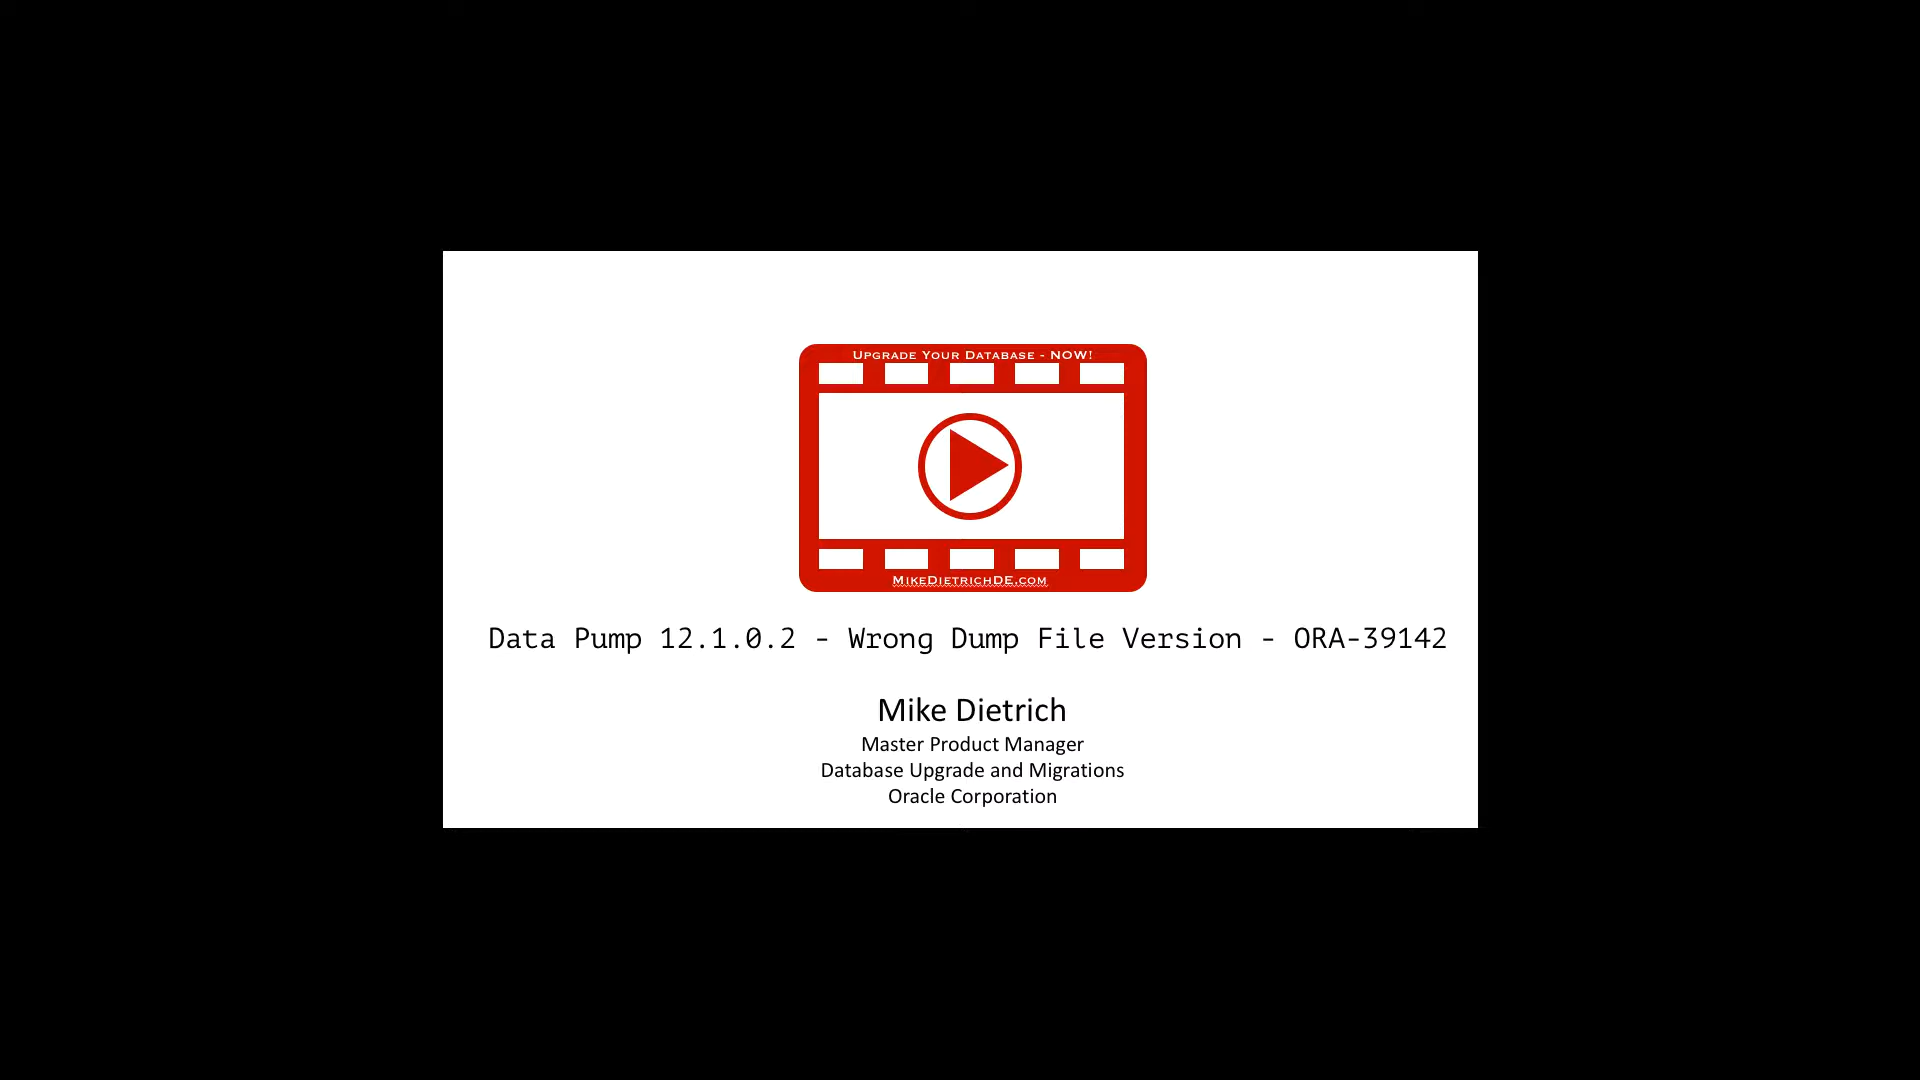 Upgrade Your Database - NOW!
MikeDietrichDE.com
Data Pump 12.1.0.2 - Wrong Dump File Version - ORA-39142
Mike Dietrich
Master Product Manager
Database Upgrade and Migrations
Oracle Corporation